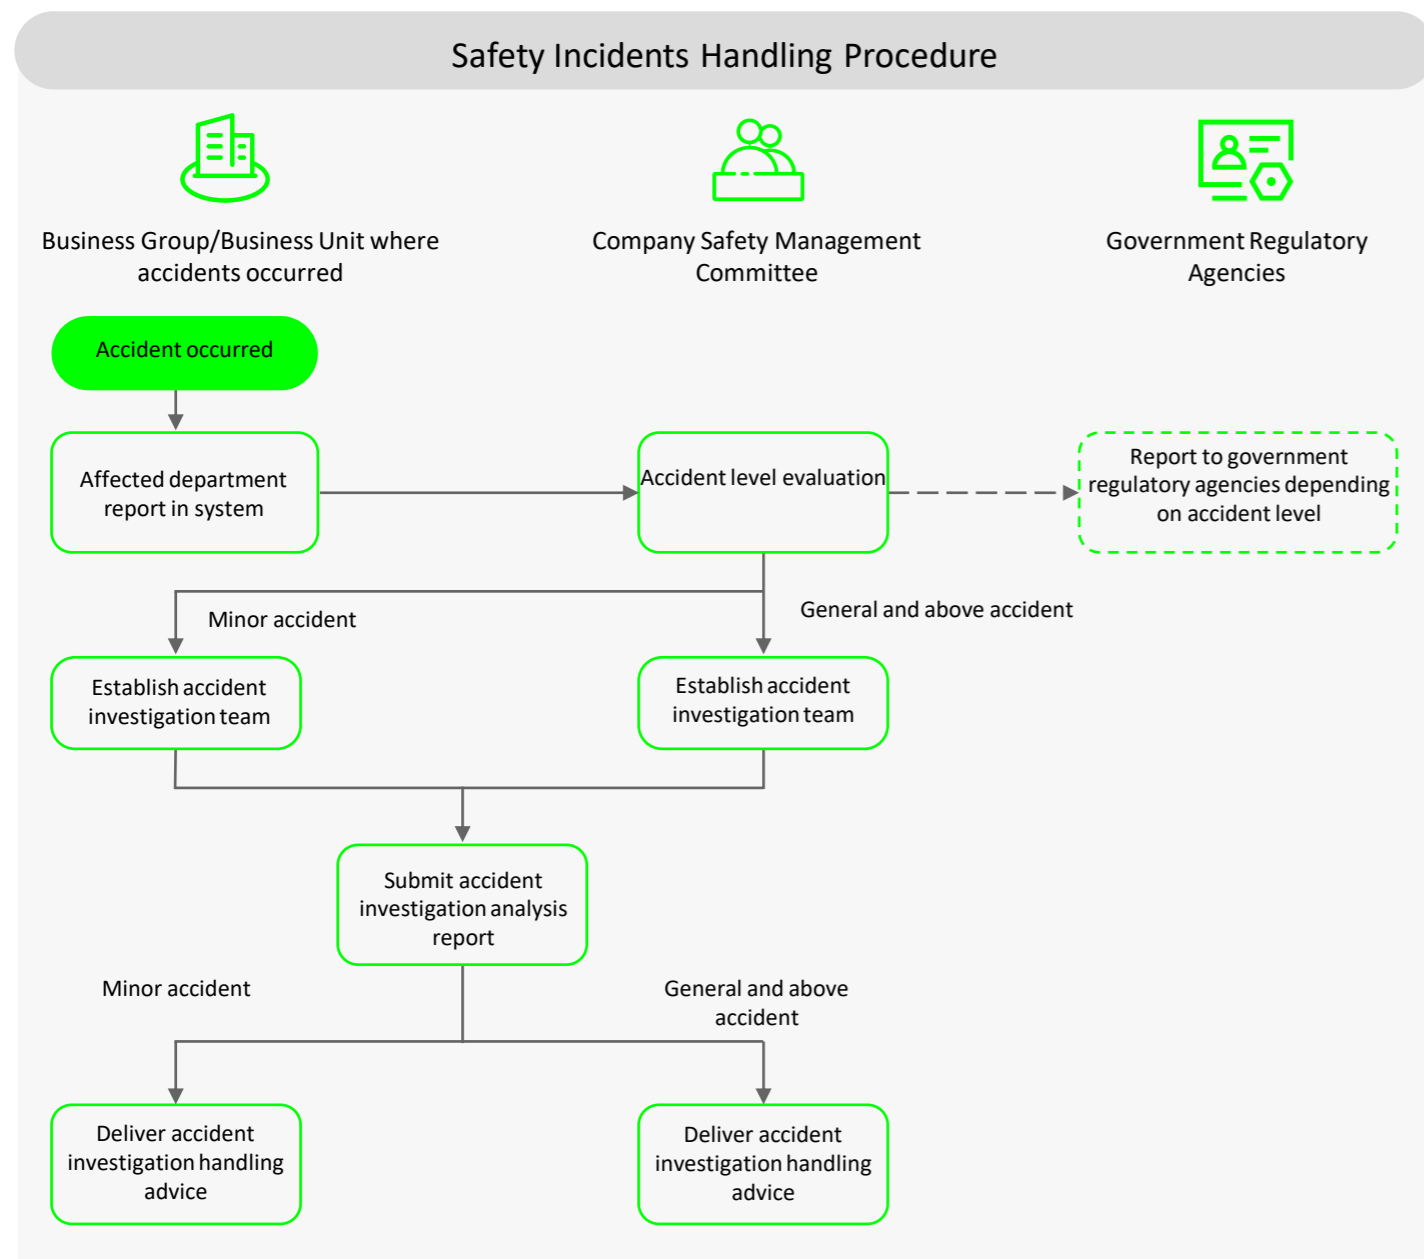 Safety Incidents Handling Procedure
Business Group/Business Unit where
accidents occurred
Company Safety Management
Committee
Government Regulatory
Agencies
Accident occurred
Affected department
report in system
Accident level evaluation
Report to government
regulatory agencies depending
on accident level
Minor accident
General and above accident
Establish accident
investigation team
Establish accident
investigation team
Submit accident
investigation analysis
report
Minor accident
General and above
accident
Deliver accident
investigation handling
advice
Deliver accident
investigation handling
advice